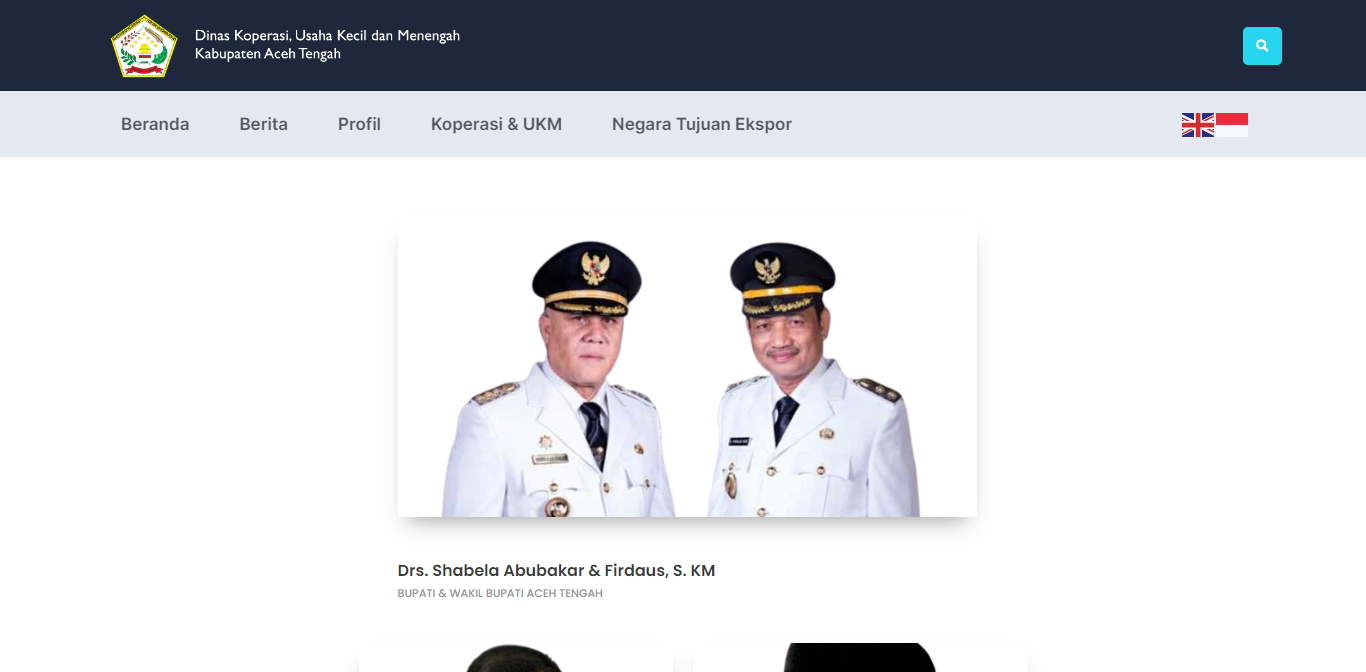 Dinas Koperasi, Usaha Kecil dan Menengah
Kabupaten Aceh Tengah
Beranda
Berita
Profil
Koperasi & UKM
Negara Tujuan Ekspor
Drs. Shabela Abubakar & Firdaus, S. KM
BUPATI & WAKIL BUPATI ACEH TENGAH